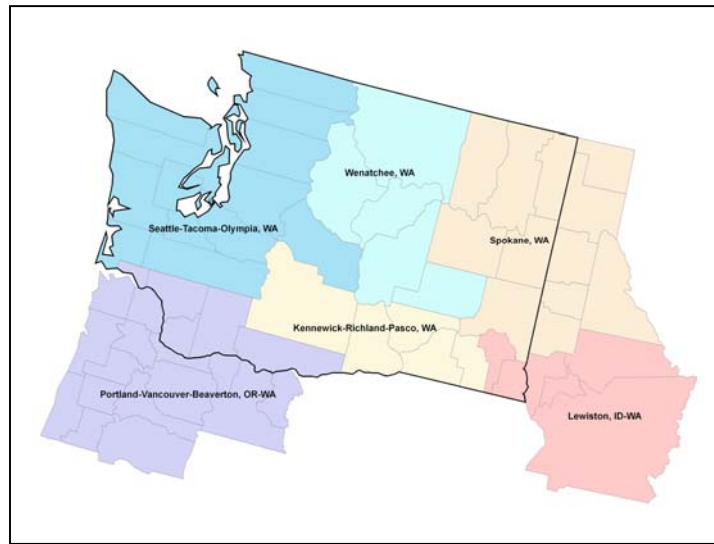 Wenatchee, WA
Seattle-Tacoma-Olympia, WA
Spokane, WA
Kennewick-Richland-Pasco, WA
Portland-Vancouver-Beaverton, OR-WA
Lewiston, ID-WA